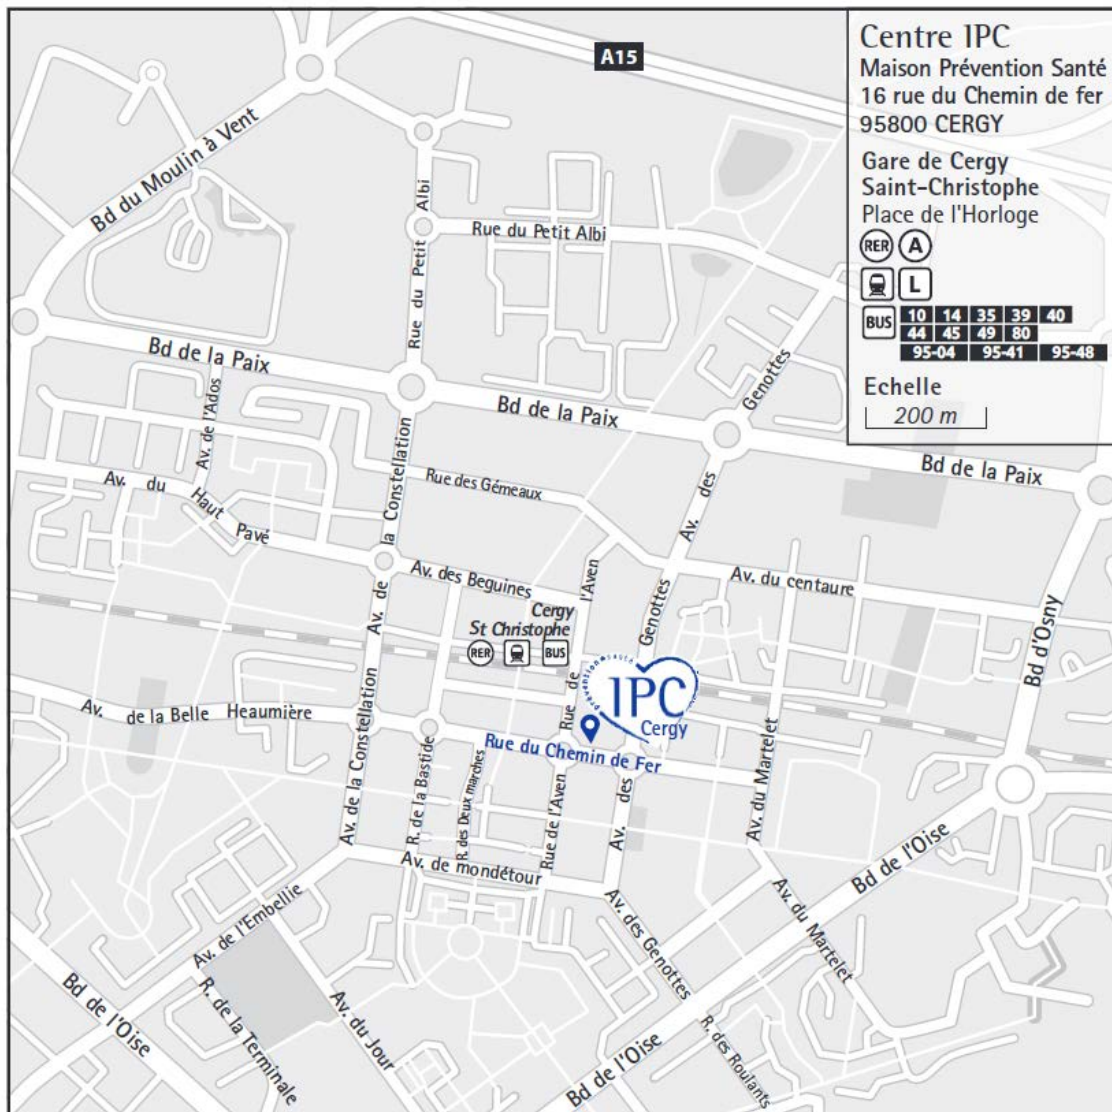 A15
Centre IPC
Maison Prévention Santé
16 rue du Chemin de fer
95800 CERGY
Gare de Cergy
Saint-Christophe
Place de l'Horloge
RER A
L
BUS 10 14 35 39 40
44 45 49 80
95-04 95-41 95-48
Echelle
200 m
Bd du Moulin à Vent
Rue du Petit Albi
Rue du Petit Albi
Bd de la Paix
Bd de la Paix
Bd de la Paix
Av. de l'Ados
Av. du Haut Pavé
Av. de la Constellation
Rue des Gémeaux
Av. des Genottes
Av. des Beguines
Av. du centaure
Cergy
St Christophe
RER BUS
Rue de l'Aven
Genottes
Bd d'Osny
prévention santé
IPC
Cergy
Av. de la Belle Heaumière
Av. de la Constellation
R. de la Bastide
R. des Deux marches
Rue du Chemin de Fer
Rue de l'Aven
Av. des
Av. du Martelet
Av. de mondétour
Bd de l'Oise
Av. de l'Embellie
Av. des Genottes
Av. du Martelet
Bd de l'Oise
R. de la Terminale
Av. du Jour
R. des Roulants
Bd de l'Oise